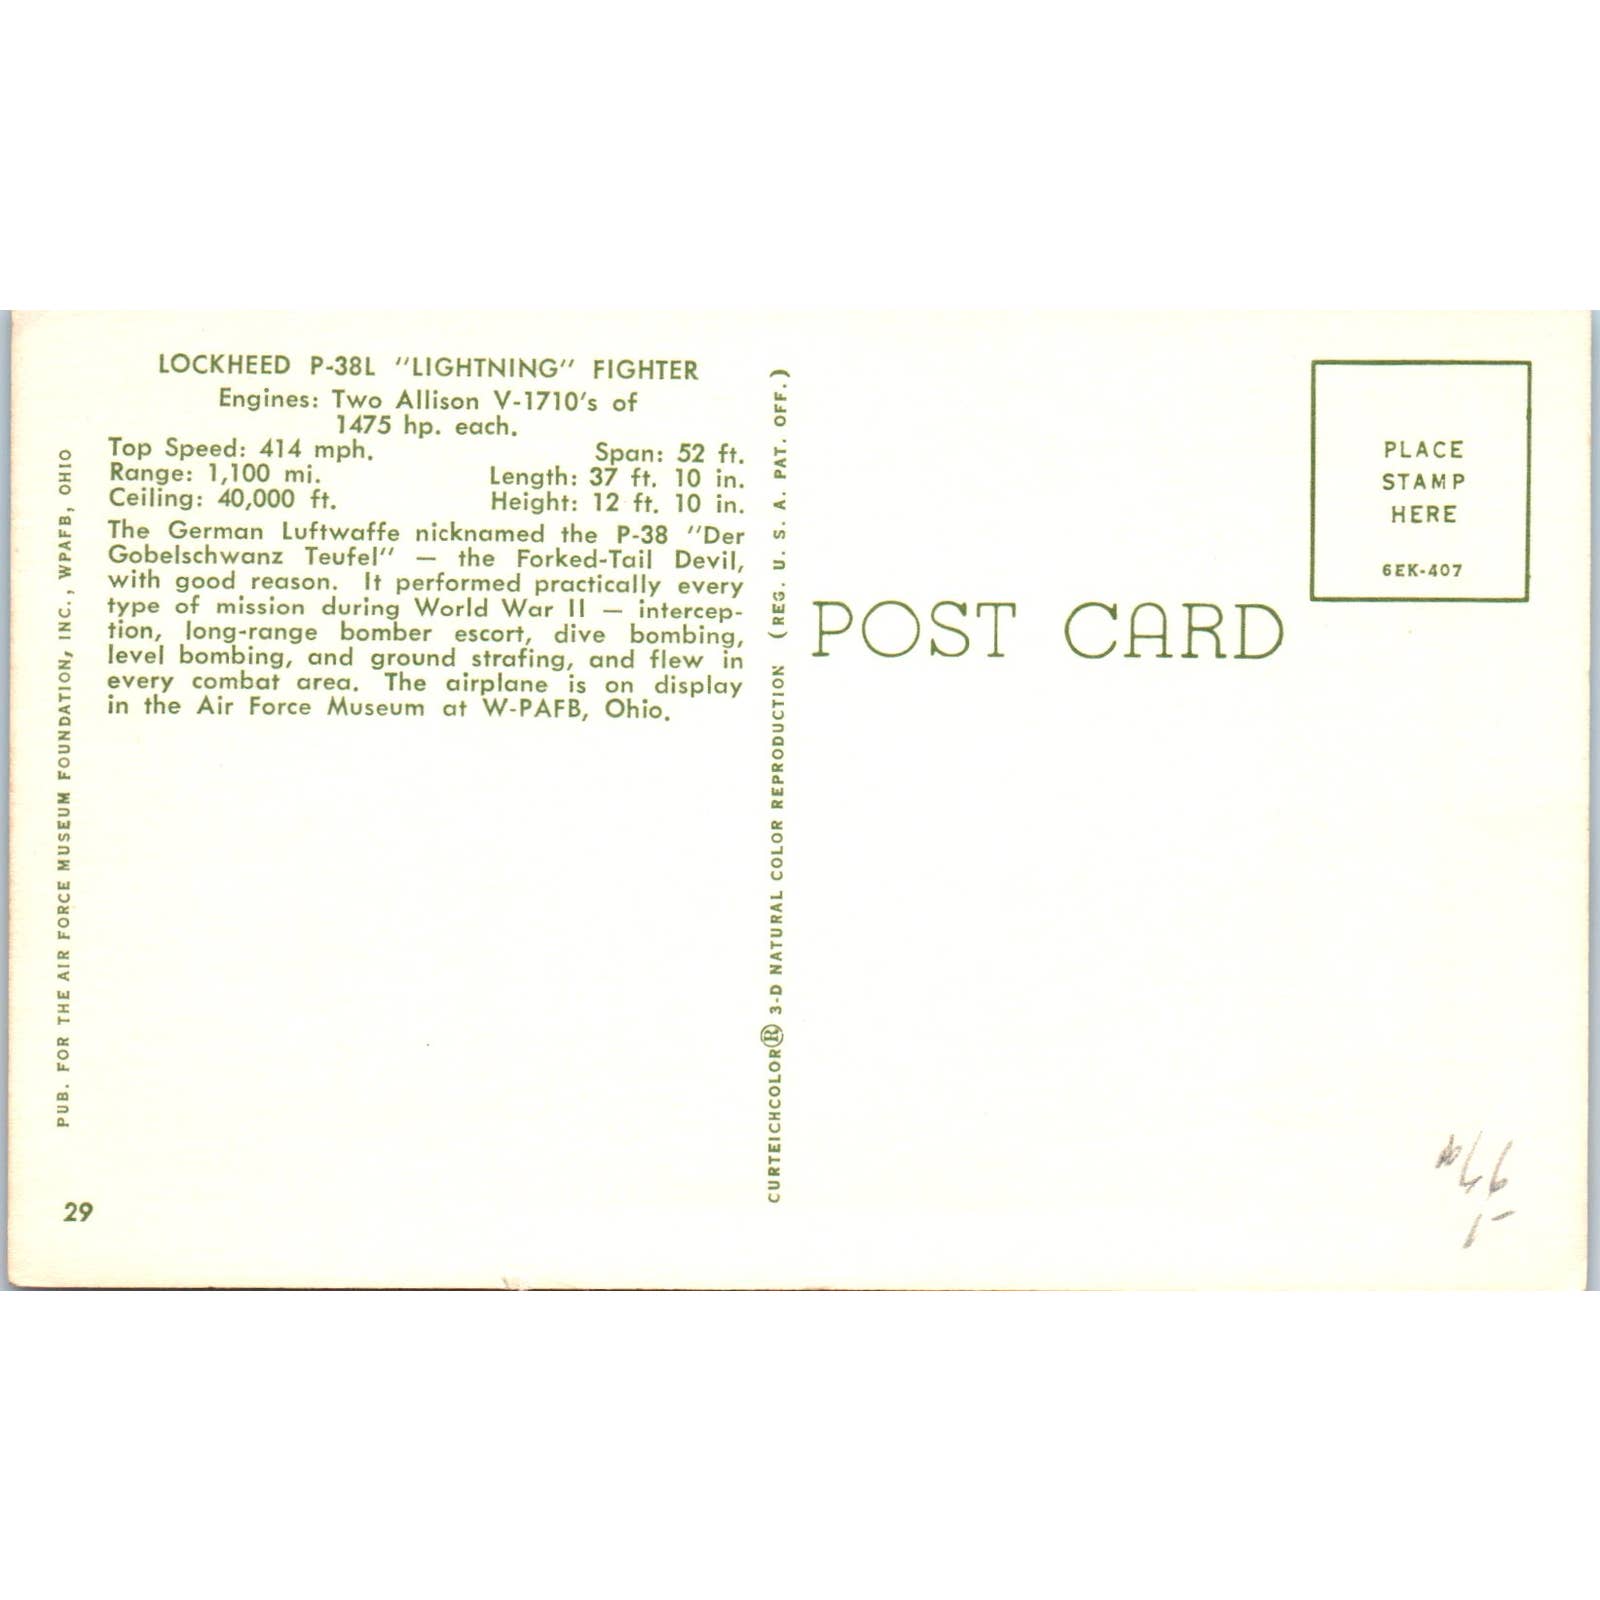 LOCKHEED P-38L "LIGHTNING" FIGHTER
Engines: Two Allison V-1710's of
1475 hp. each.
Top Speed: 414 mph. Span: 52 ft.
Range: 1,100 mi. Length: 37 ft. 10 in.
Ceiling: 40,000 ft. Height: 12 ft. 10 in.
The German Luftwaffe nicknamed the P-38 "Der
Gobelschwanz Teufel" — the Forked-Tail Devil,
with good reason. It performed practically every
type of mission during World War II — intercep-
tion, long-range bomber escort, dive bombing,
level bombing, and ground strafing, and flew in
every combat area. The airplane is on display
in the Air Force Museum at W-PAFB, Ohio.
PUB. FOR THE AIR FORCE MUSEUM FOUNDATION, INC., WPAFB, OHIO
29
CURTEICHCOLOR® 3-D NATURAL COLOR REPRODUCTION (REG. U. S. A. PAT. OFF.)
POST CARD
PLACE
STAMP
HERE
6EK-407